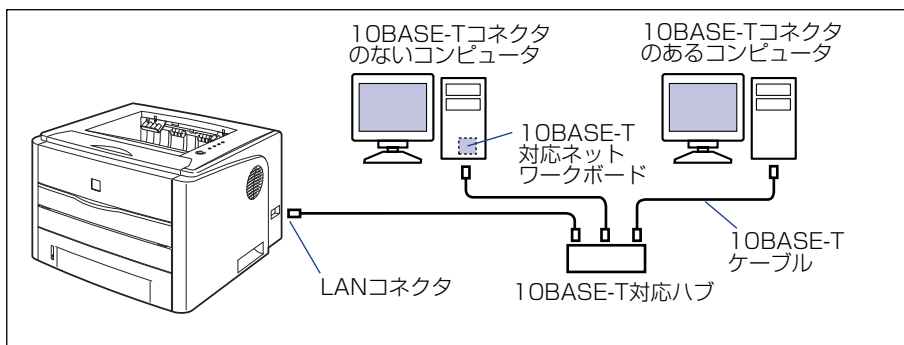 10BASE-Tコネクタ
のないコンピュータ
10BASE-Tコネクタ
のあるコンピュータ
10BASE-T
対応ネット
ワークボード
10BASE-T
ケーブル
LANコネクタ
10BASE-T対応ハブ